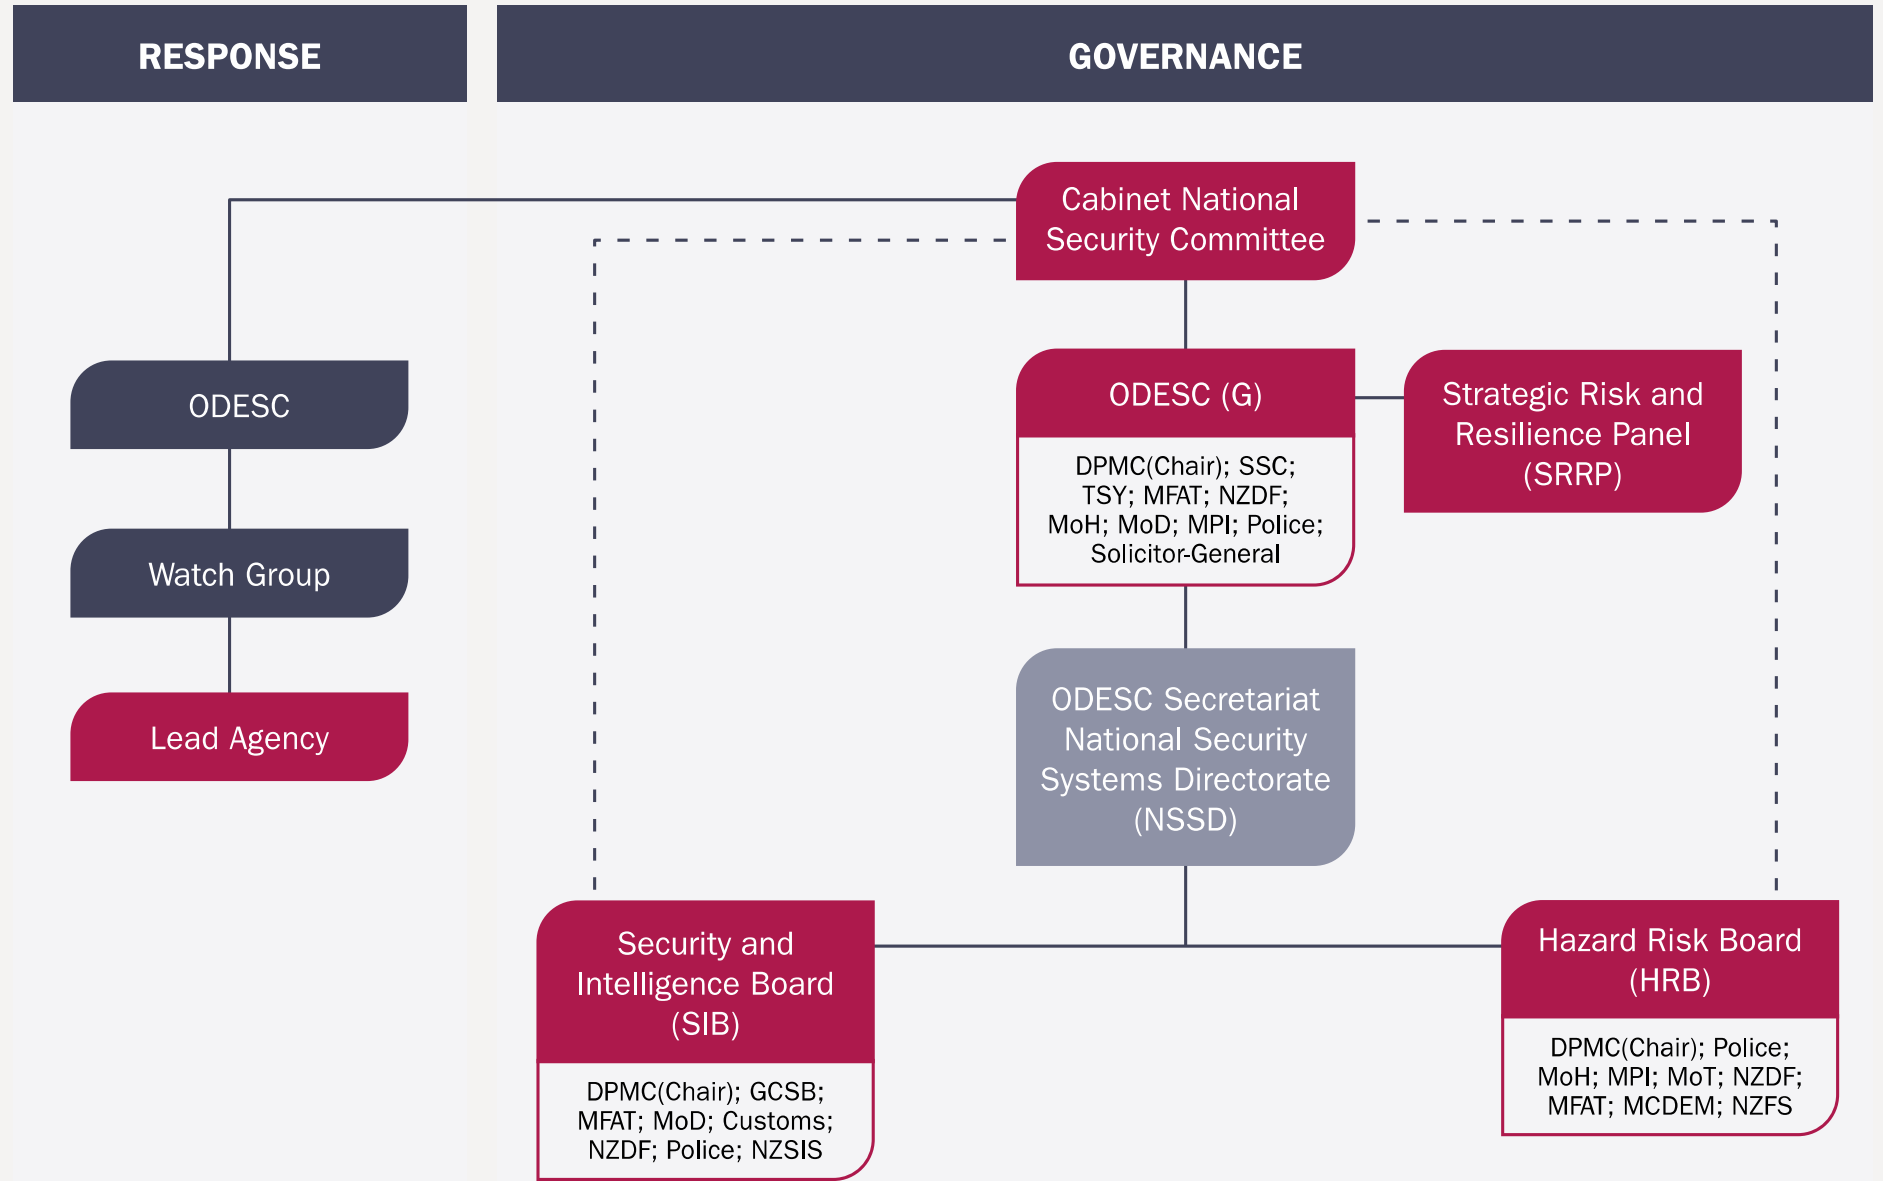 RESPONSE
GOVERNANCE
Cabinet National
Security Committee
ODESC
Watch Group
Lead Agency
ODESC (G)
DPMC(Chair); SSC;
TSY; MFAT; NZDF;
MoH; MoD; MPI; Police;
Solicitor-General
Strategic Risk and
Resilience Panel
(SRRP)
ODESC Secretariat
National Security
Systems Directorate
(NSSD)
Security and
Intelligence Board
(SIB)
DPMC(Chair); GCSB;
MFAT; MoD; Customs;
NZDF; Police; NZSIS
Hazard Risk Board
(HRB)
DPMC(Chair); Police;
MoH; MPI; MoT; NZDF;
MFAT; MCDEM; NZFS